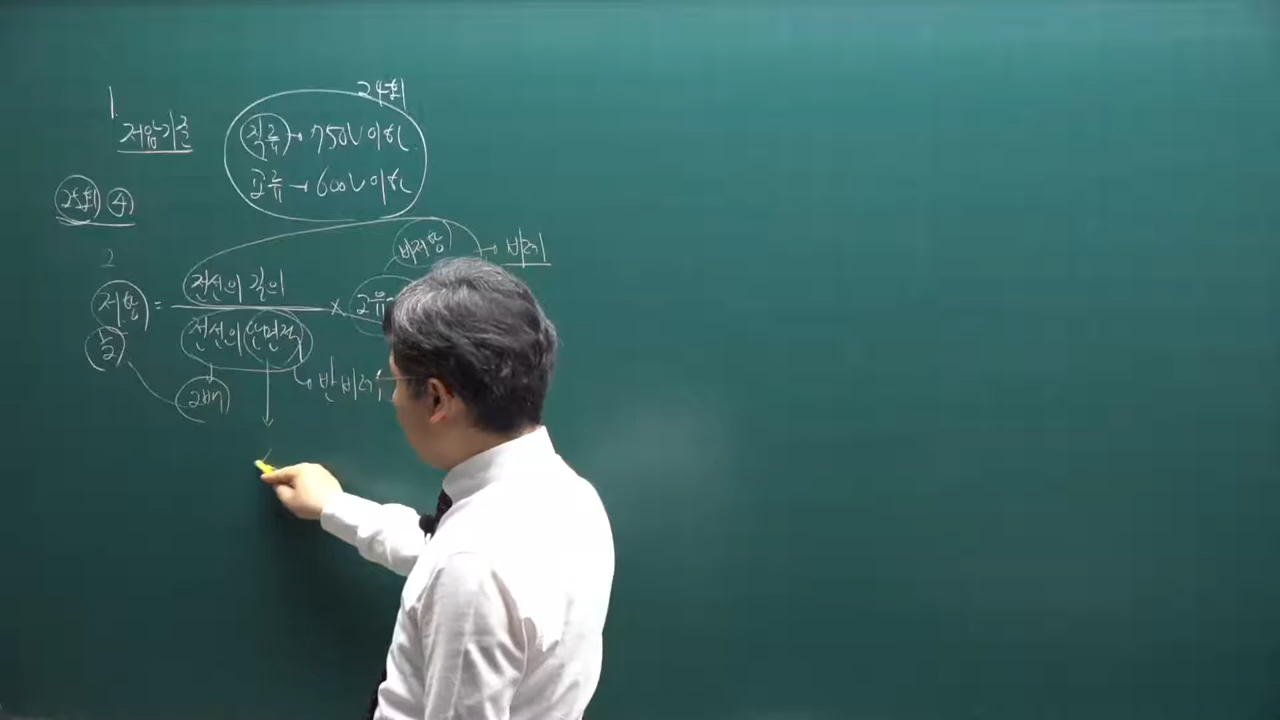 24회
1.
저압기준
직류 → 750V 이하
교류 → 600V 이하
25회 ④
2
비저항 → 비례
저항 = 전선의 길이 × 고유
전선의 단면적
2배
반비례